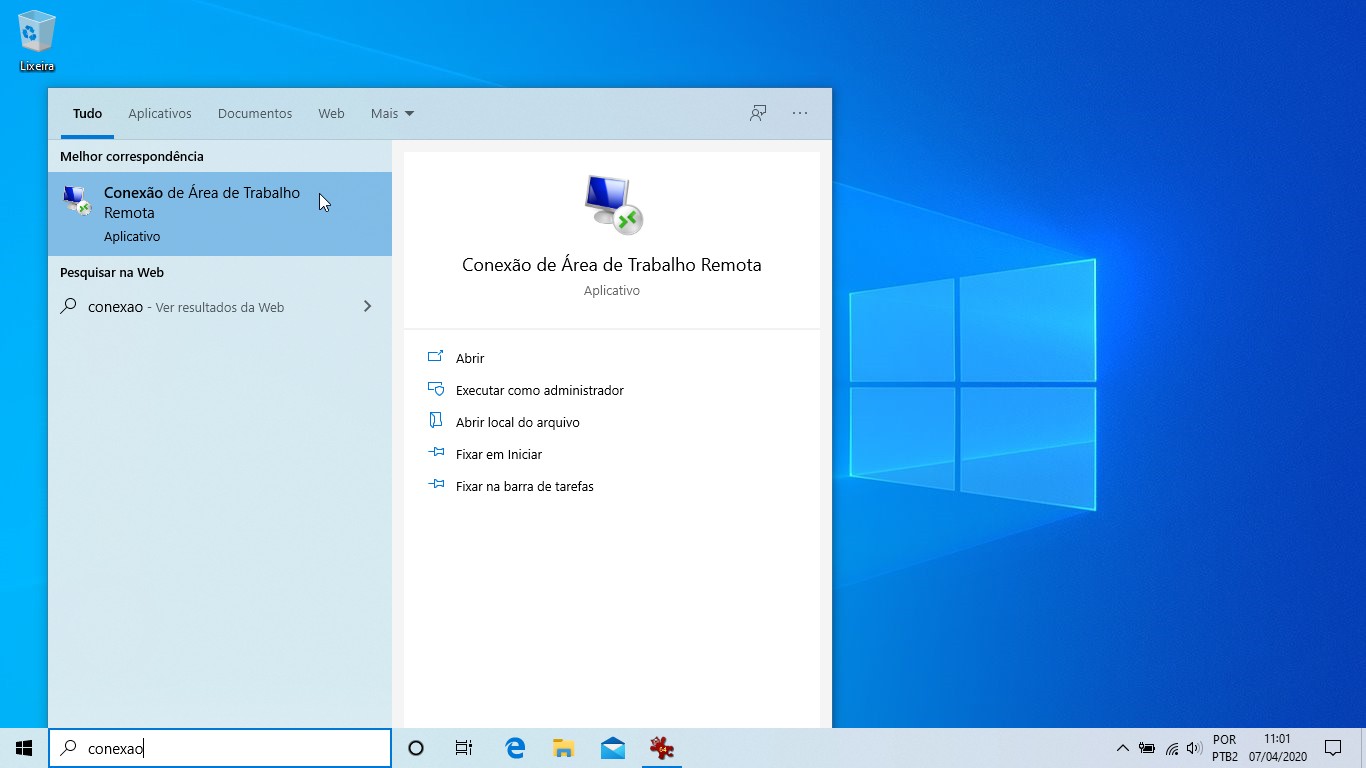 Lixeira
Tudo
Aplicativos
Documentos
Web
Mais
Melhor correspondência
Conexão de Área de Trabalho
Remota
Aplicativo
Pesquisar na Web
conexao - Ver resultados da Web
Conexão de Área de Trabalho Remota
Aplicativo
Abrir
Executar como administrador
Abrir local do arquivo
Fixar em Iniciar
Fixar na barra de tarefas
conexao
64
POR
PTB2
11:01
07/04/2020